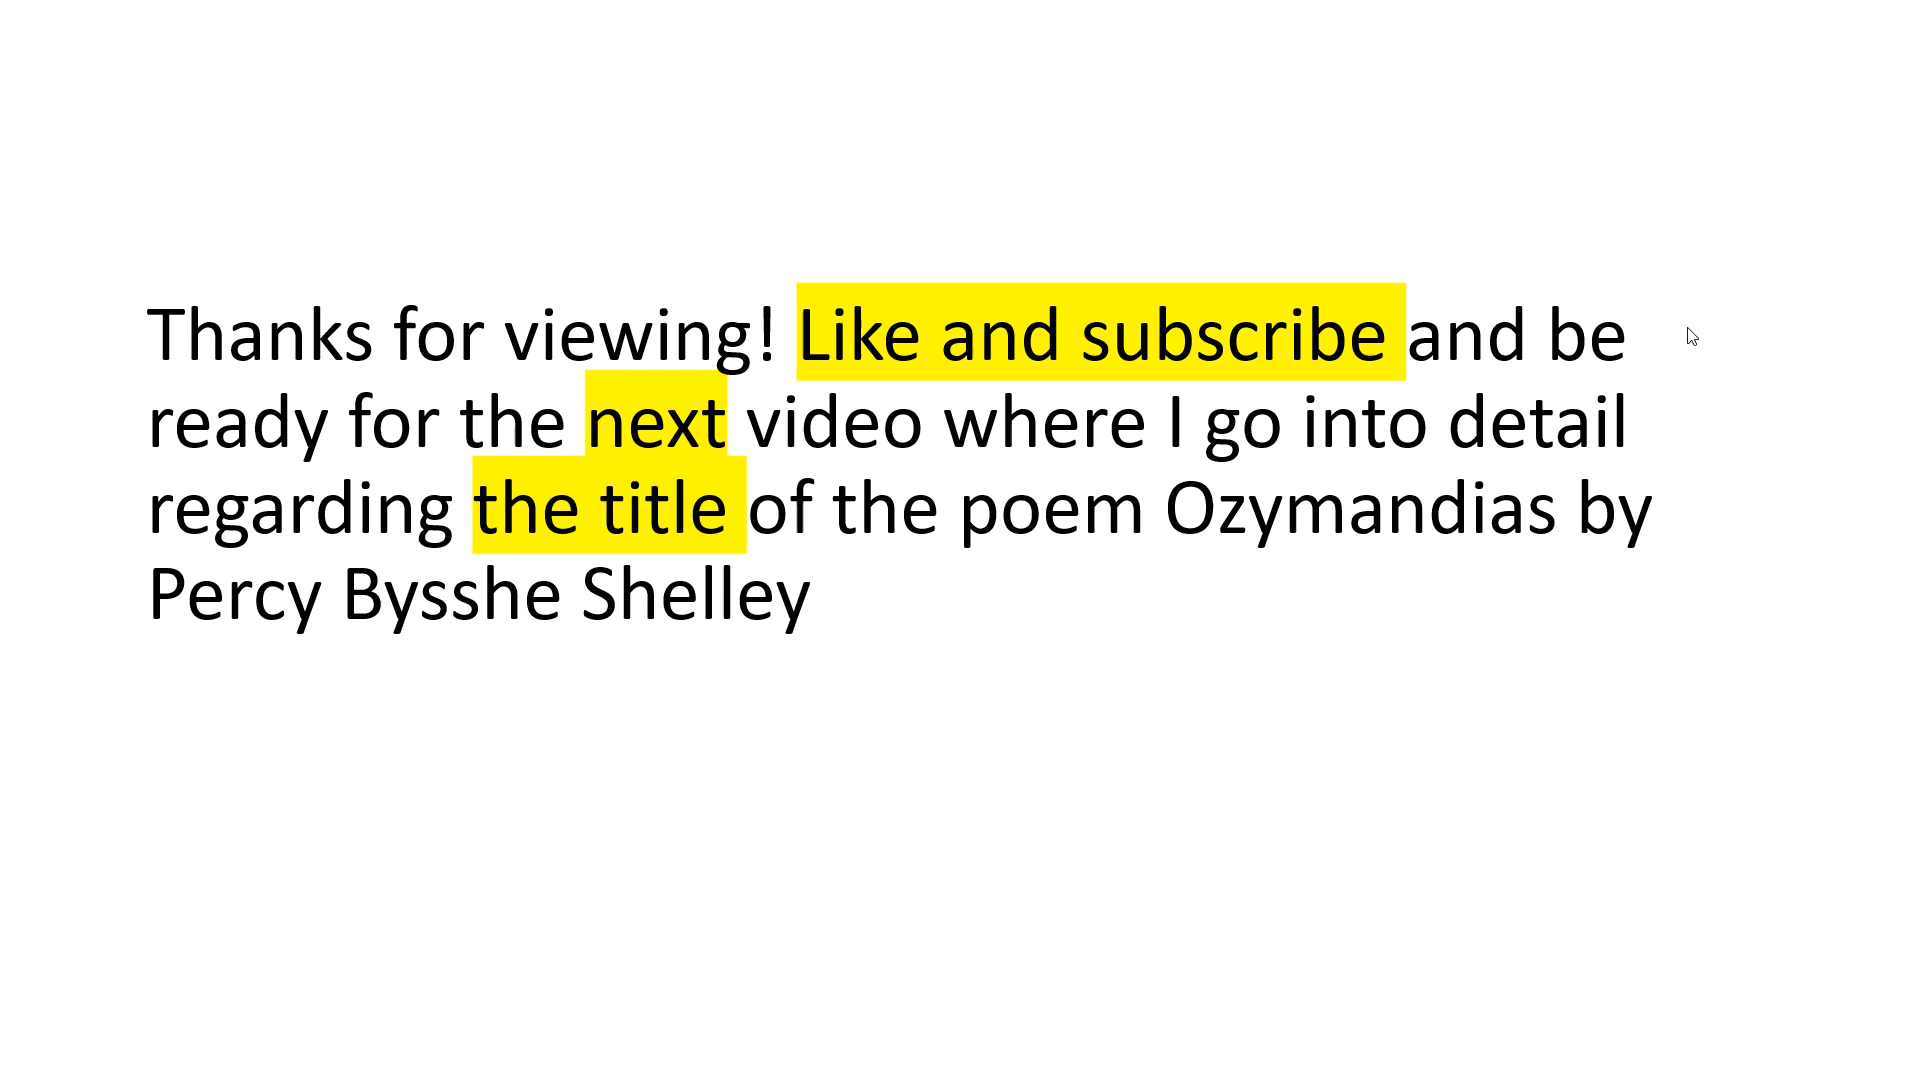 Thanks for viewing! Like and subscribe and be
ready for the next video where I go into detail
regarding the title of the poem Ozymandias by
Percy Bysshe Shelley